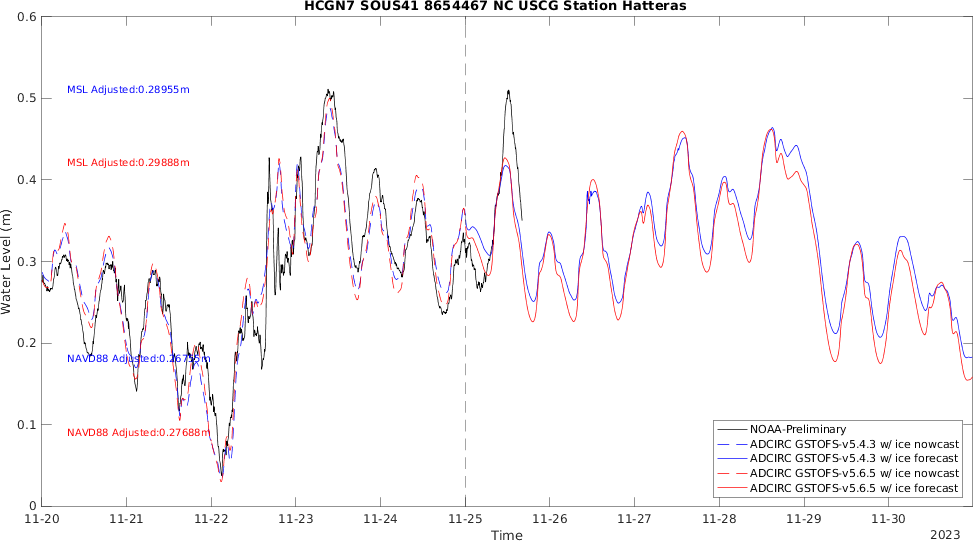 HCGN7 SOUS41 8654467 NC USCG Station Hatteras
Water Level (m)
0.6
0.5
0.4
0.3
0.2
0.1
0
MSL Adjusted:0.28955m
MSL Adjusted:0.29888m
NAVD88 Adjusted:0.26755m
NAVD88 Adjusted:0.27688m
NOAA-Preliminary
ADCIRC GSTOFS-v5.4.3 w/ ice nowcast
ADCIRC GSTOFS-v5.4.3 w/ ice forecast
ADCIRC GSTOFS-v5.6.5 w/ ice nowcast
ADCIRC GSTOFS-v5.6.5 w/ ice forecast
11-20 11-21 11-22 11-23 11-24 11-25 11-26 11-27 11-28 11-29 11-30
Time
2023